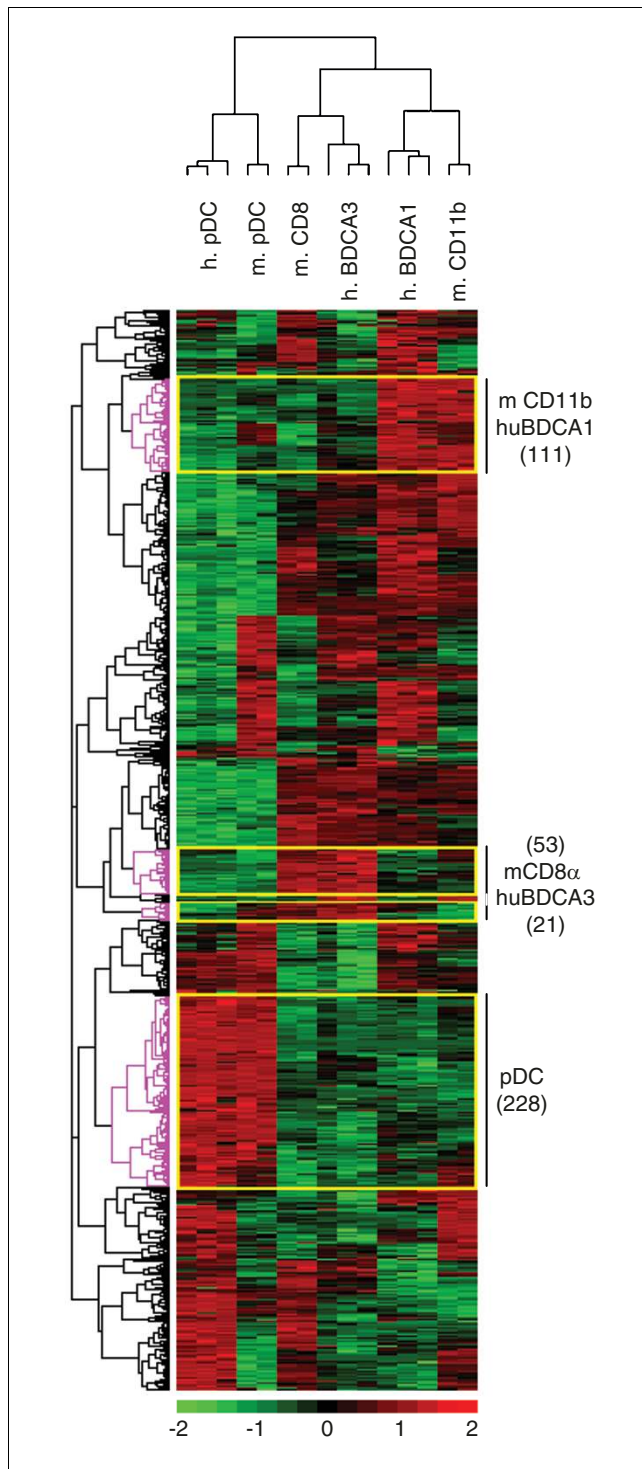 h. pDC
m. pDC
m. CD8
h. BDCA3
h. BDCA1
m. CD11b
m CD11b
huBDCA1
(111)
(53)
mCD8α
huBDCA3
(21)
pDC
(228)
-2 -1 0 1 2